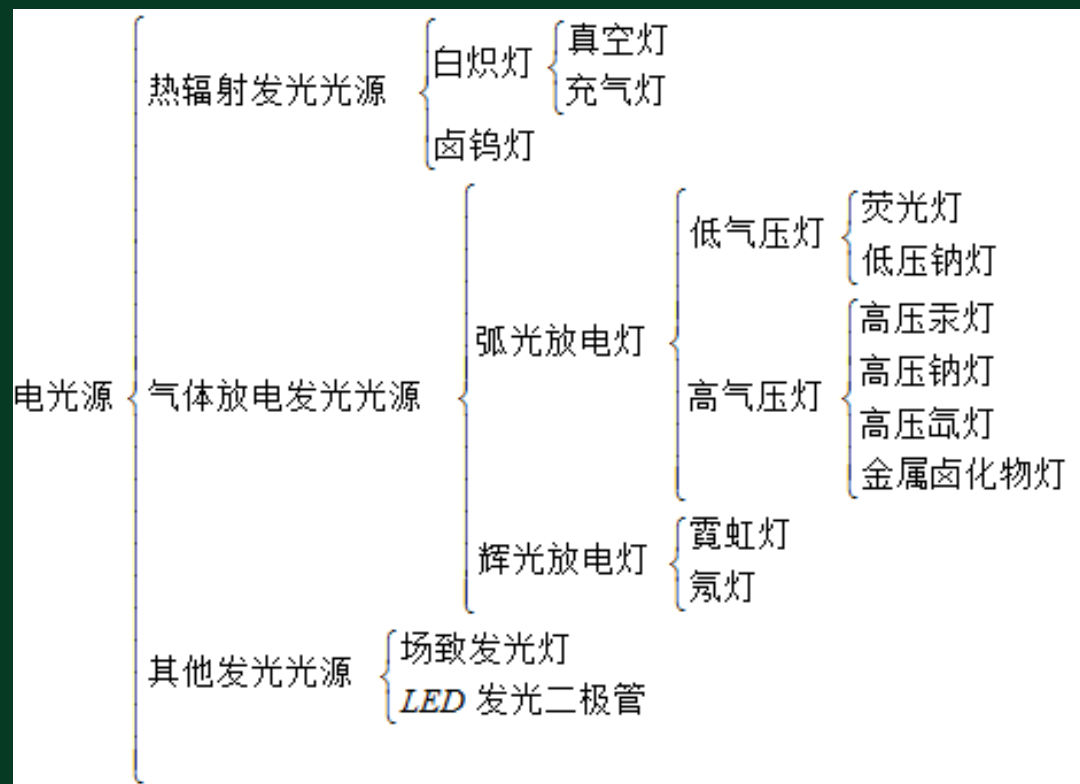 电光源
热辐射发光光源
白炽灯
真空灯
充气灯
卤钨灯
气体放电发光光源
弧光放电灯
低气压灯
荧光灯
低压钠灯
高气压灯
高压汞灯
高压钠灯
高压氙灯
金属卤化物灯
辉光放电灯
霓虹灯
氖灯
其他发光光源
场致发光灯
LED 发光二极管